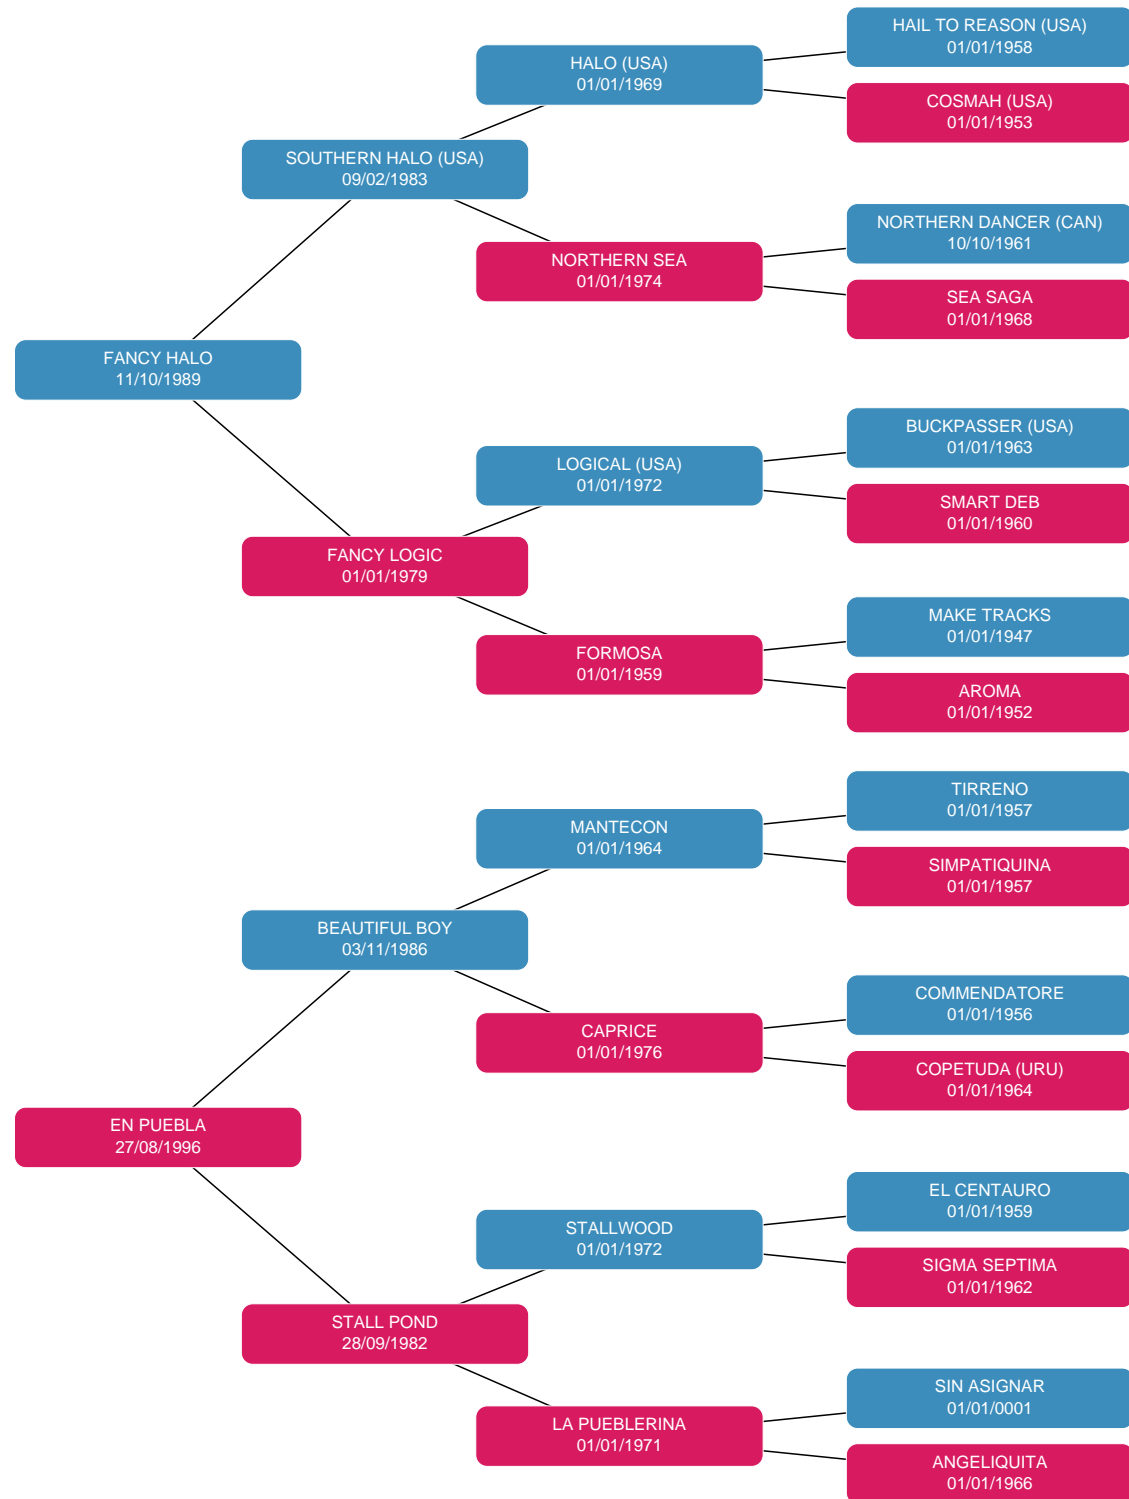 HAIL TO REASON (USA)
01/01/1958
HALO (USA)
01/01/1969
COSMAH (USA)
01/01/1953
SOUTHERN HALO (USA)
09/02/1983
NORTHERN DANCER (CAN)
10/10/1961
NORTHERN SEA
01/01/1974
SEA SAGA
01/01/1968
FANCY HALO
11/10/1989
BUCKPASSER (USA)
01/01/1963
LOGICAL (USA)
01/01/1972
SMART DEB
01/01/1960
FANCY LOGIC
01/01/1979
MAKE TRACKS
01/01/1947
FORMOSA
01/01/1959
AROMA
01/01/1952
TIRRENO
01/01/1957
MANTECON
01/01/1964
SIMPATIQUINA
01/01/1957
BEAUTIFUL BOY
03/11/1986
COMMENDATORE
01/01/1956
CAPRICE
01/01/1976
COPETUDA (URU)
01/01/1964
EN PUEBLA
27/08/1996
EL CENTAURO
01/01/1959
STALLWOOD
01/01/1972
SIGMA SEPTIMA
01/01/1962
STALL POND
28/09/1982
SIN ASIGNAR
01/01/0001
LA PUEBLERINA
01/01/1971
ANGELIQUITA
01/01/1966